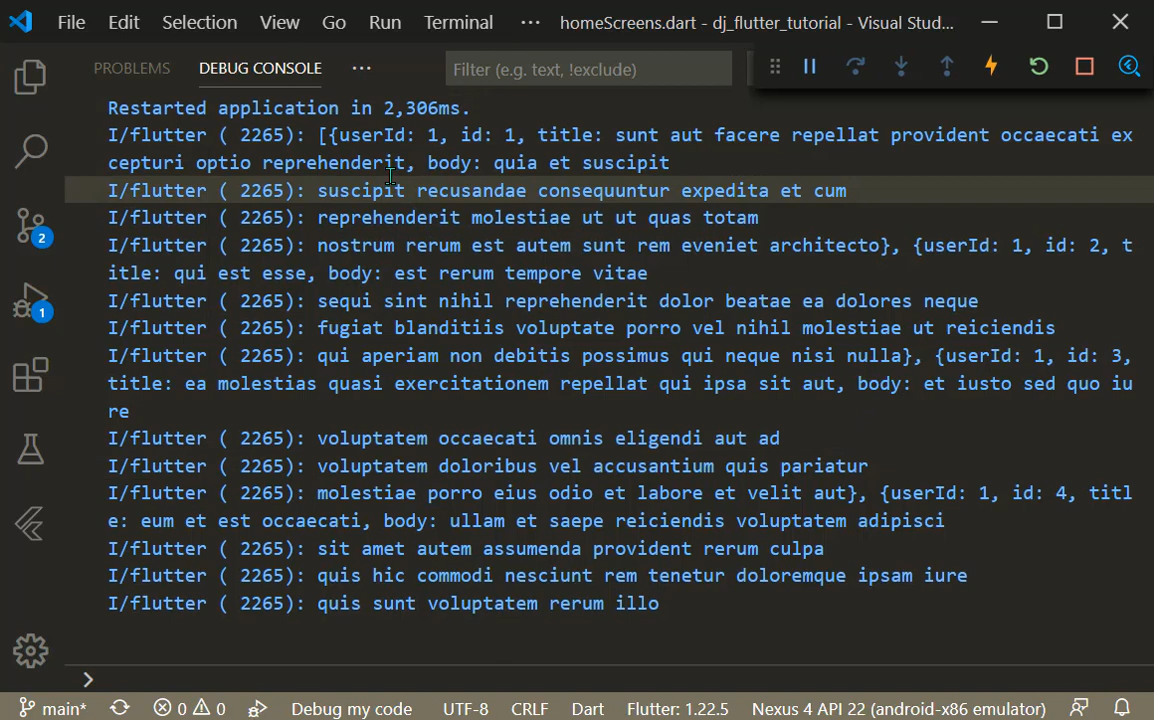 File Edit Selection View Go Run Terminal ··· homeScreens.dart - dj_flutter_tutorial - Visual Stud...
PROBLEMS DEBUG CONSOLE ··· Filter (e.g. text, !exclude)
Restarted application in 2,306ms.
I/flutter ( 2265): [{userId: 1, id: 1, title: sunt aut facere repellat provident occaecati ex
cepturi optio reprehenderit, body: quia et suscipit
I/flutter ( 2265): suscipit recusandae consequuntur expedita et cum
I/flutter ( 2265): reprehenderit molestiae ut ut quas totam
I/flutter ( 2265): nostrum rerum est autem sunt rem eveniet architecto}, {userId: 1, id: 2, t
itle: qui est esse, body: est rerum tempore vitae
I/flutter ( 2265): sequi sint nihil reprehenderit dolor beatae ea dolores neque
I/flutter ( 2265): fugiat blanditiis voluptate porro vel nihil molestiae ut reiciendis
I/flutter ( 2265): qui aperiam non debitis possimus qui neque nisi nulla}, {userId: 1, id: 3,
title: ea molestias quasi exercitationem repellat qui ipsa sit aut, body: et iusto sed quo iu
re
I/flutter ( 2265): voluptatem occaecati omnis eligendi aut ad
I/flutter ( 2265): voluptatem doloribus vel accusantium quis pariatur
I/flutter ( 2265): molestiae porro eius odio et labore et velit aut}, {userId: 1, id: 4, titl
e: eum et est occaecati, body: ullam et saepe reiciendis voluptatem adipisci
I/flutter ( 2265): sit amet autem assumenda provident rerum culpa
I/flutter ( 2265): quis hic commodi nesciunt rem tenetur doloremque ipsam iure
I/flutter ( 2265): quis sunt voluptatem rerum illo
2
1
main* 0 0 Debug my code UTF-8 CRLF Dart Flutter: 1.22.5 Nexus 4 API 22 (android-x86 emulator)